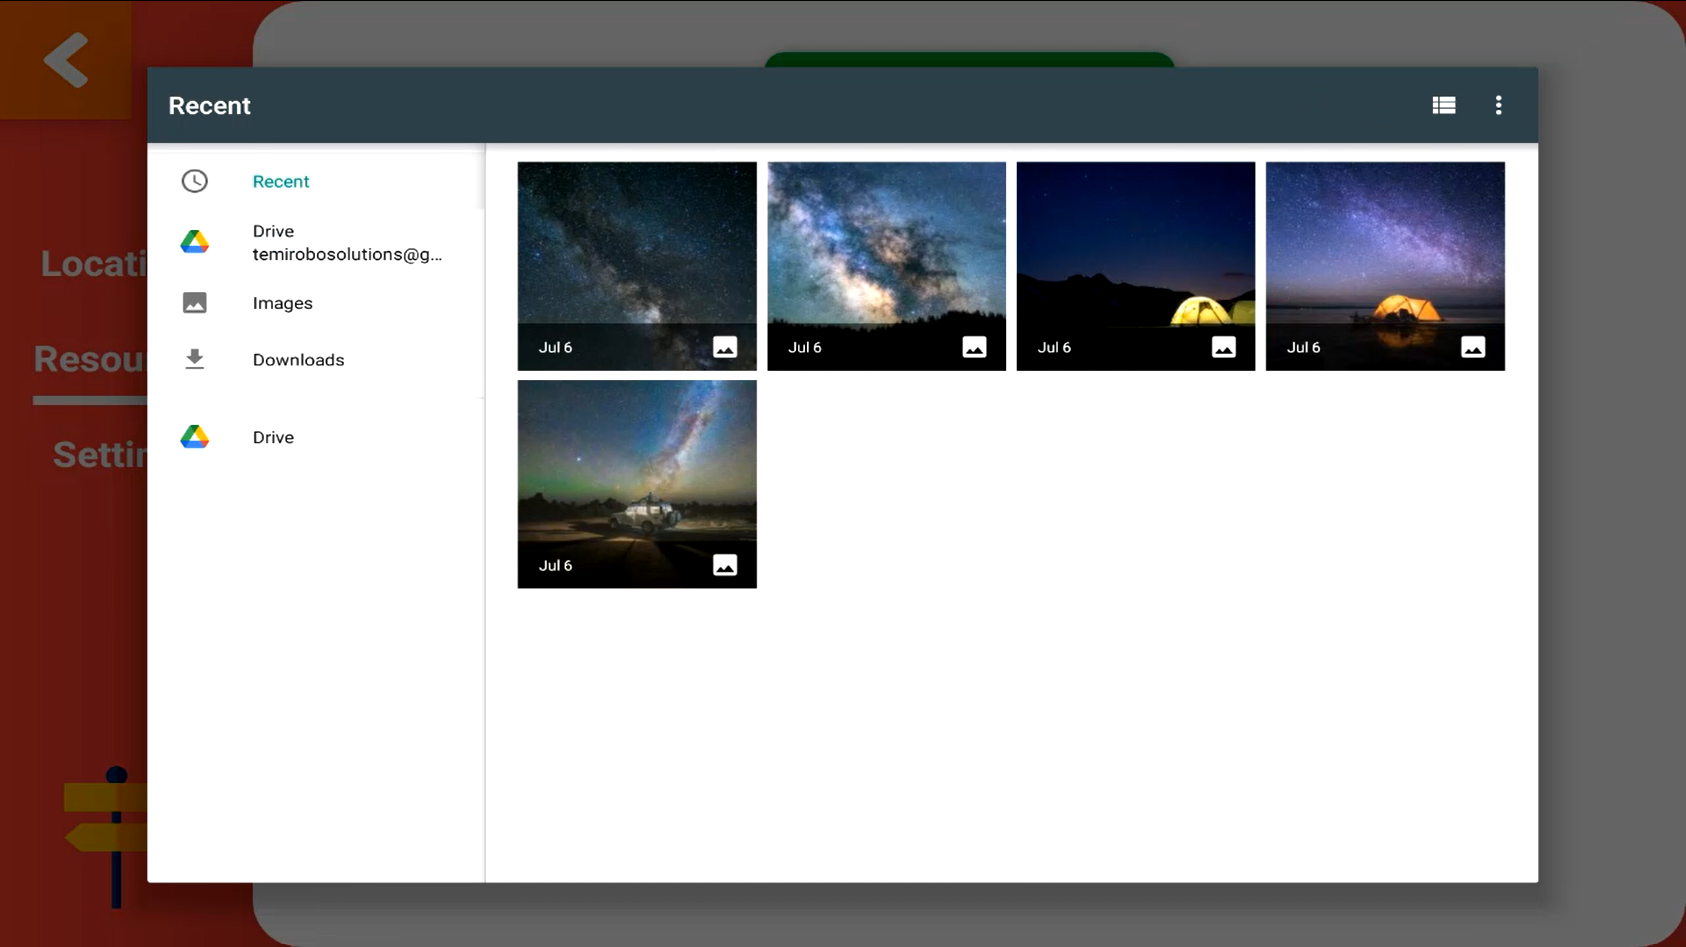 Recent
Recent
Drive
temirobosolutions@g...
Images
Downloads
Drive
Jul 6
Jul 6
Jul 6
Jul 6
Jul 6
Locati
Resou
Settin